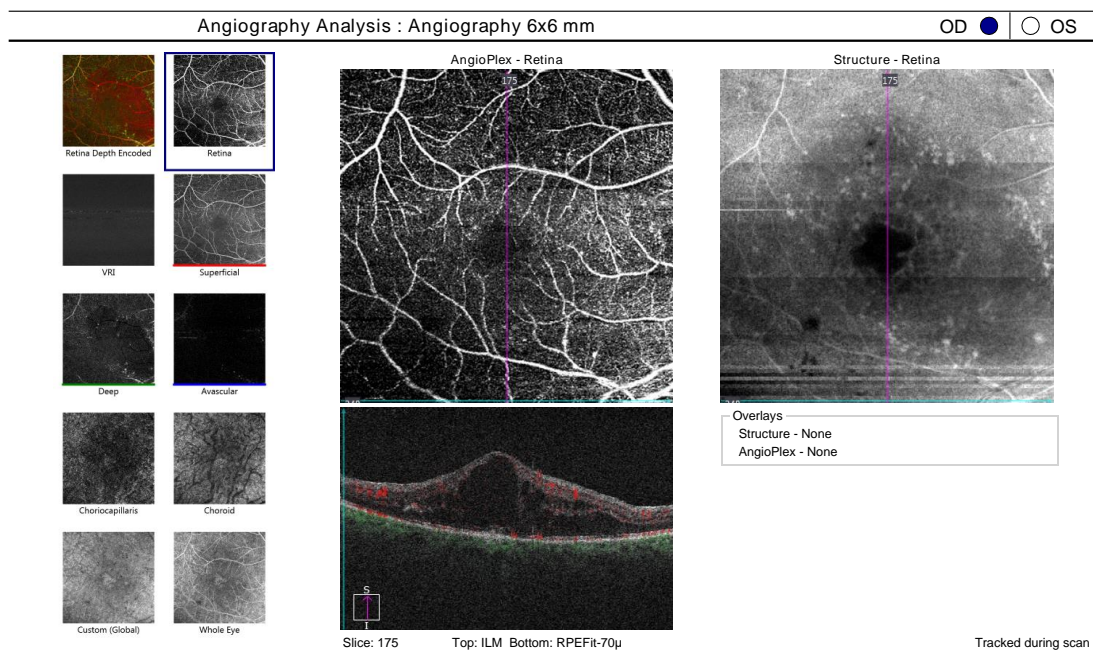 Angiography Analysis : Angiography 6x6 mm
OD OS
AngioPlex - Retina
Structure - Retina
175
175
Retina Depth Encoded
Retina
VRI
Superficial
Deep
Avascular
Overlays
Structure - None
AngioPlex - None
Choriocapillaris
Choroid
S
I
Custom (Global)
Whole Eye
Slice: 175 Top: ILM Bottom: RPEFit-70µ
Tracked during scan